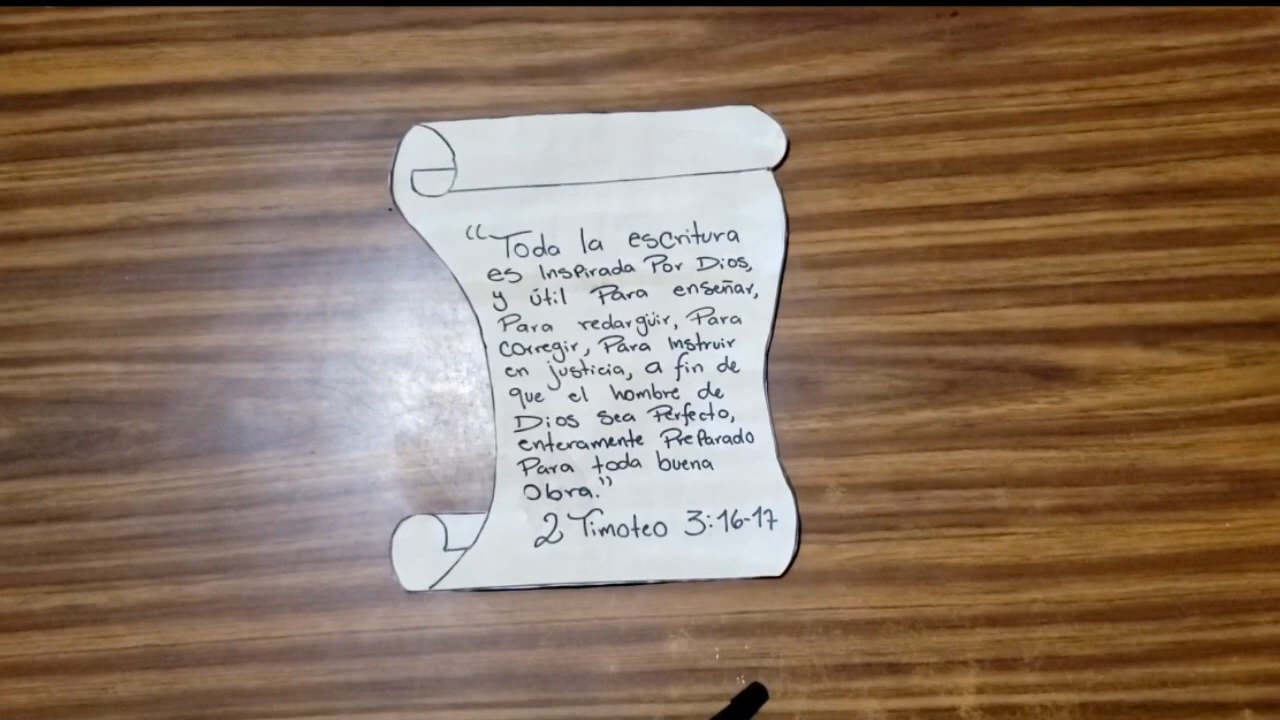 “Toda la escritura
es Inspirada Por Dios,
y útil Para enseñar,
Para redargüir, Para
corregir, Para Instruir
en justicia, a fin de
que el hombre de
Dios sea Perfecto,
enteramente Preparado
Para toda buena
Obra.”
2 Timoteo 3:16-17